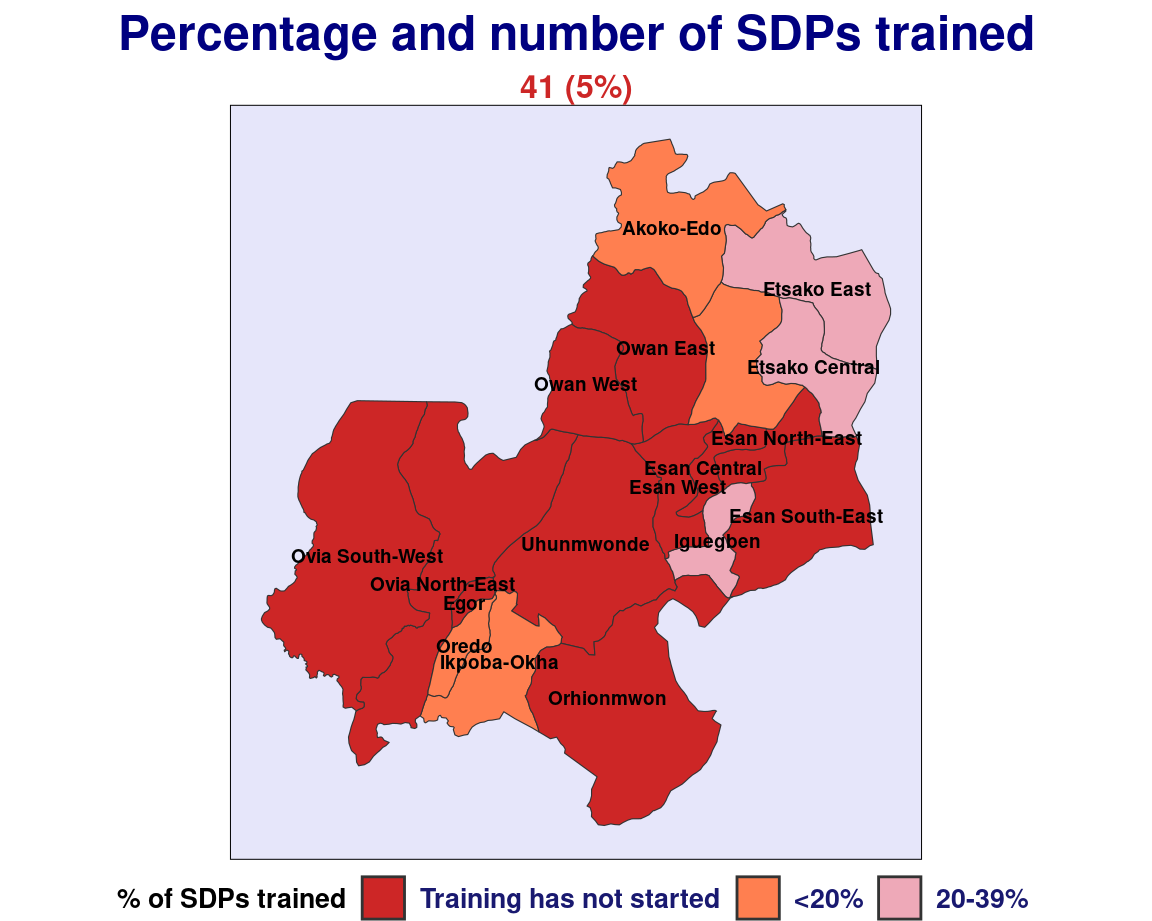 Percentage and number of SDPs trained
41 (5%)
Akoko-Edo
Etsako East
Owan East
Etsako Central
Owan West
Esan North-East
Esan Central
Esan West
Esan South-East
Iguegben
Uhunmwonde
Ovia South-West
Ovia North-East
Egor
Oredo
Ikpoba-Okha
Orhionmwon
% of SDPs trained Training has not started <20% 20-39%